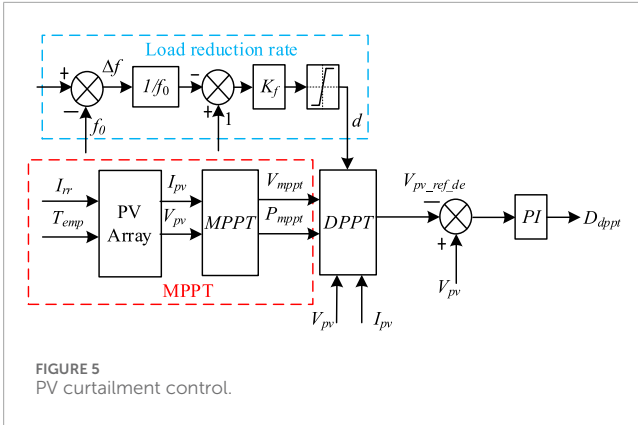 Load reduction rate
+
Δf
−
f0
1/f0
−
+
1
Kf
d
Irr
Temp
PV
Array
Ipv
Vpv
MPPT
Vmppt
Pmppt
DPPT
MPPT
Vpv
Ipv
Vpv_ref_de
−
+
Vpv
PI
Ddppt
FIGURE 5
PV curtailment control.